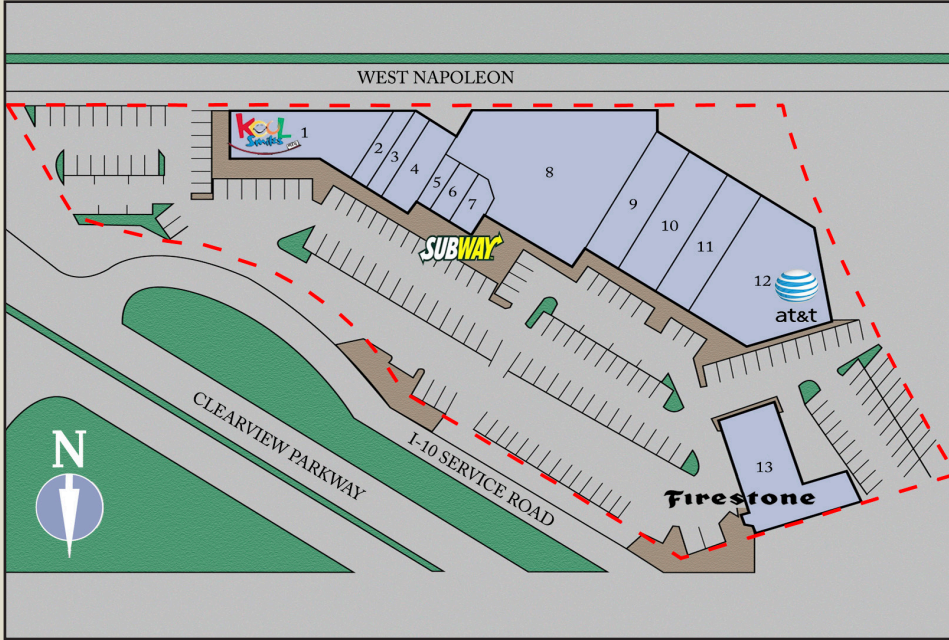 WEST NAPOLEON
KOOL
Smiles
1
2
3
4
5
6
7
8
9
10
11
12
at&t
SUBWAY
13
Firestone
CLEARVIEW PARKWAY
I-10 SERVICE ROAD
N